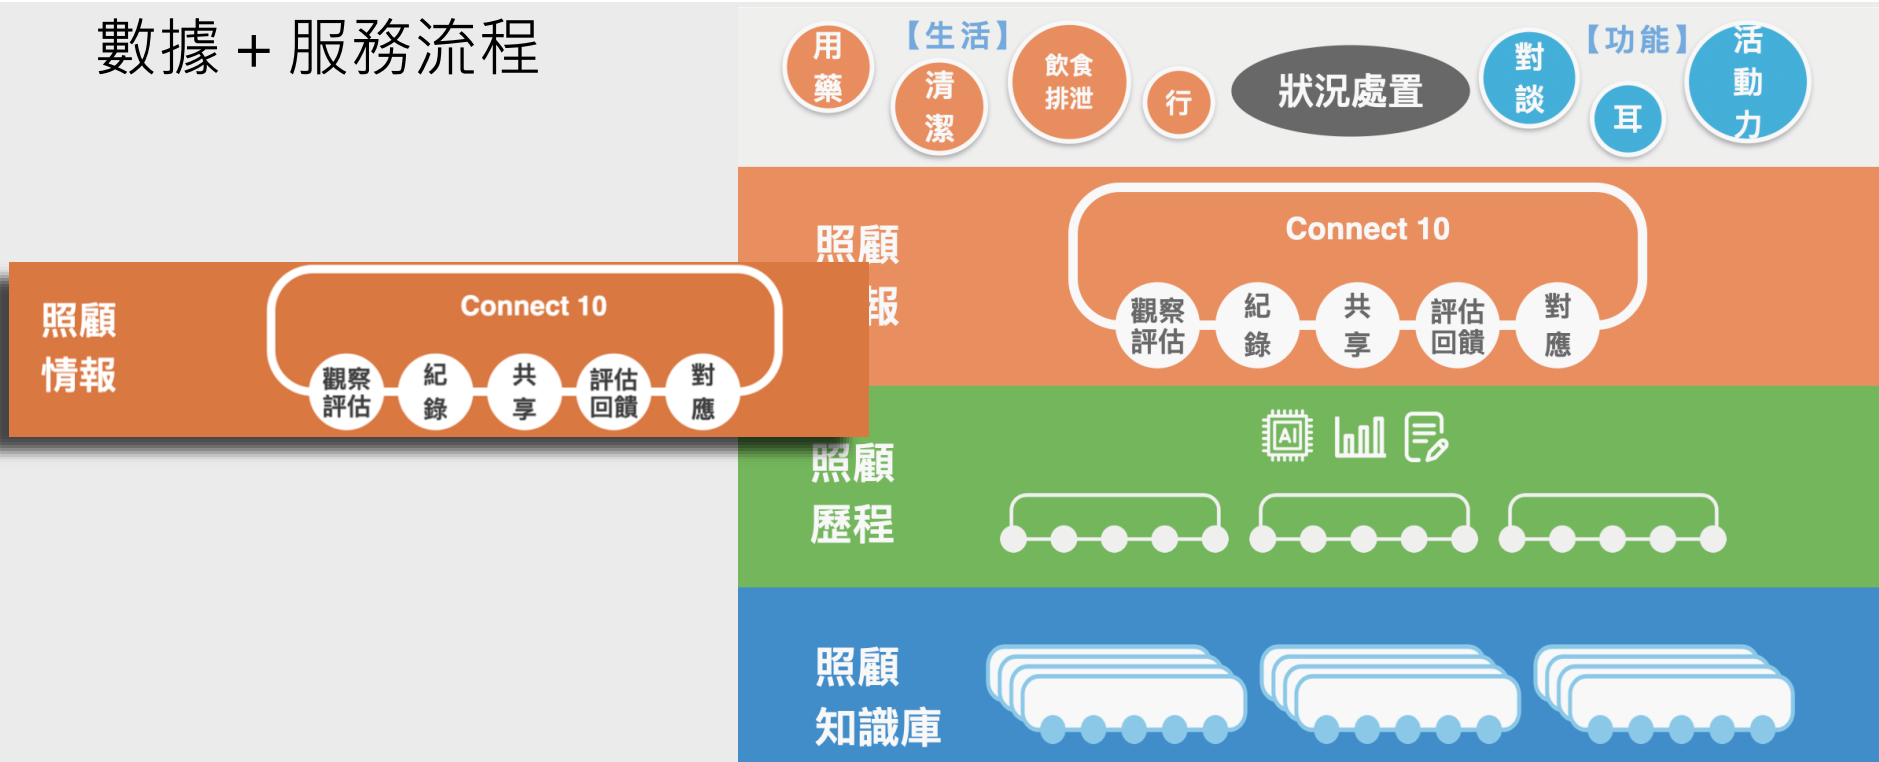 數據 + 服務流程
用
藥
【生活】
清
潔
飲食
排泄
行
狀況處置
對
談
【功能】
耳
活
動
力
照顧
報
Connect 10
觀察
評估
紀
錄
共
享
評估
回饋
對
應
照顧
情報
Connect 10
觀察
評估
紀
錄
共
享
評估
回饋
對
應
照顧
歷程
AI
照顧
知識庫